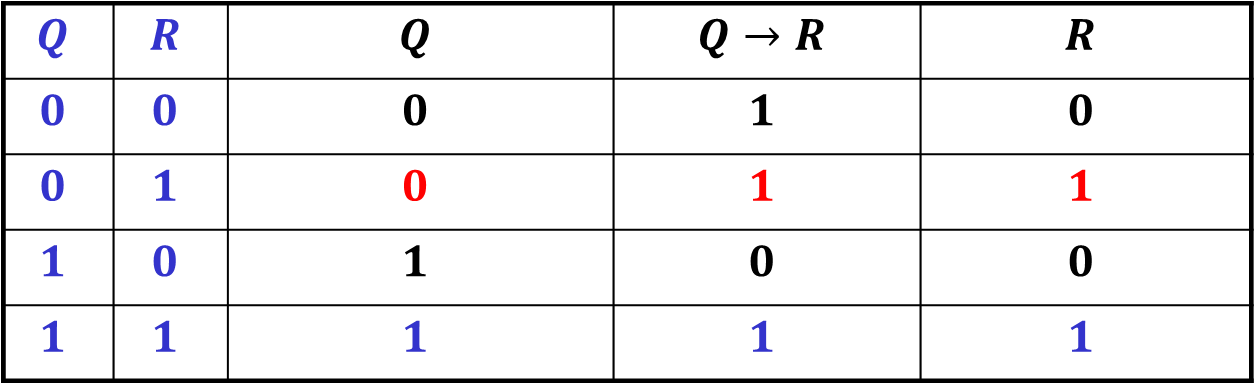 Q R Q Q → R R
0 0 0 1 0
0 1 0 1 1
1 0 1 0 0
1 1 1 1 1